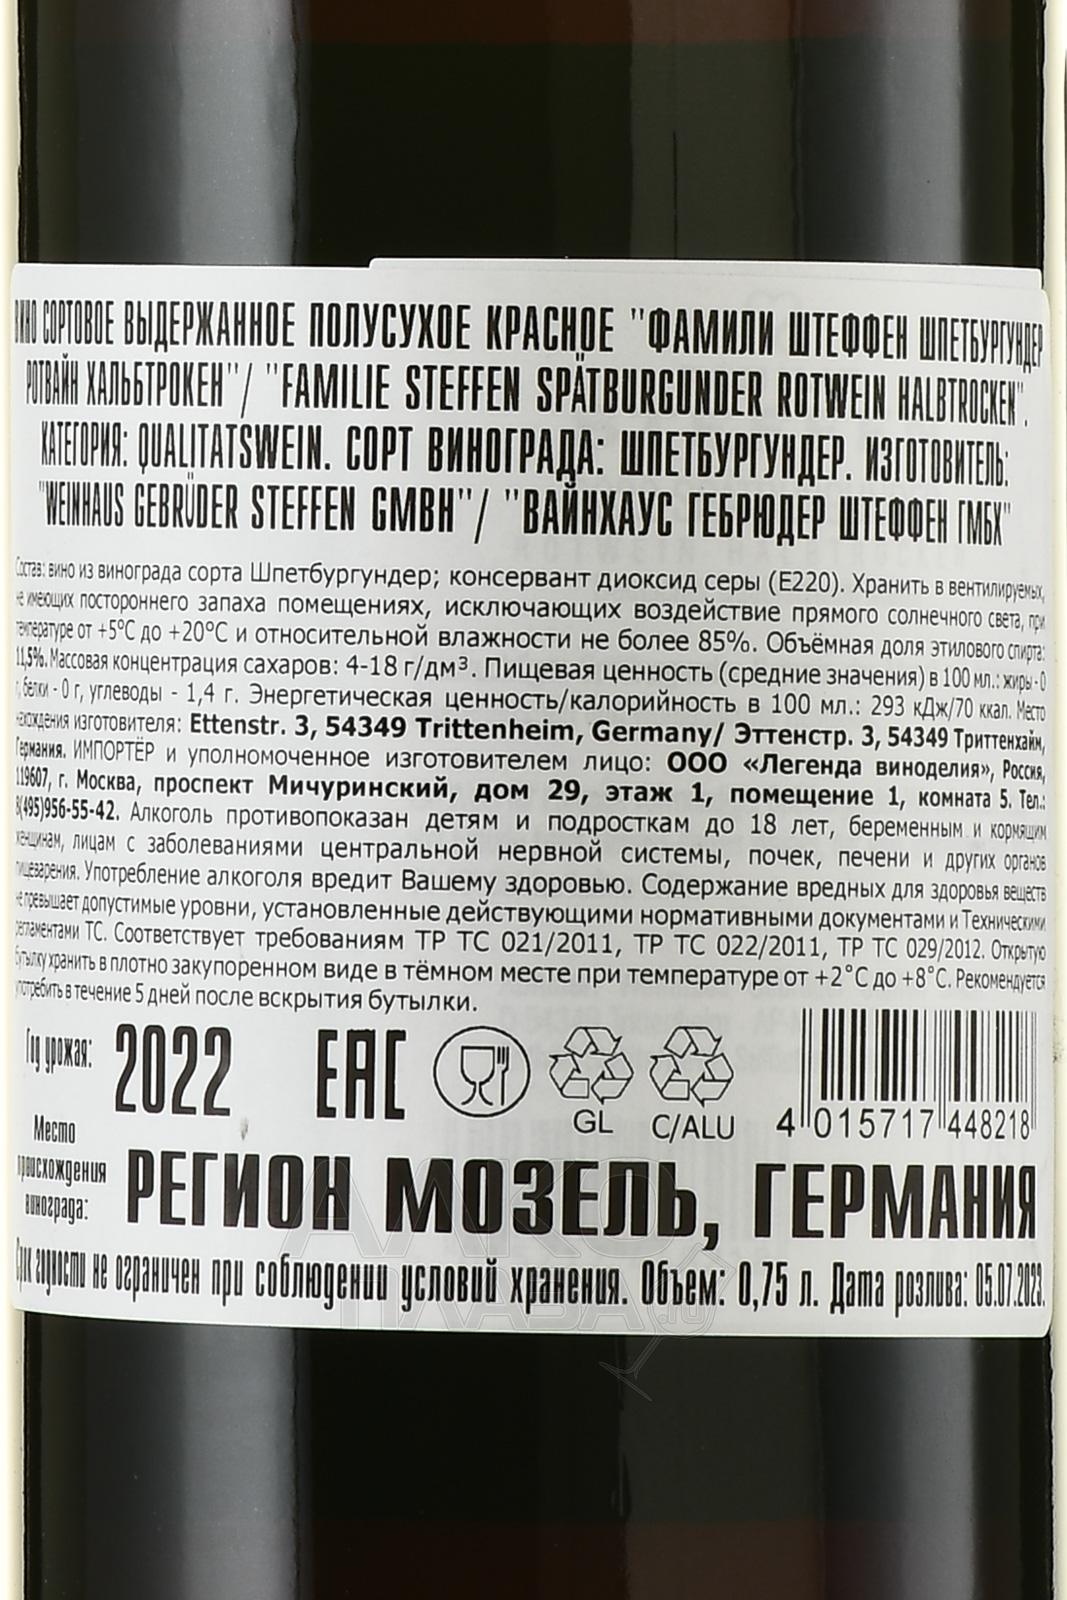 ВИНО СОРТОВОЕ ВЫДЕРЖАННОЕ ПОЛУСУХОЕ КРАСНОЕ "ФАМИЛИ ШТЕФФЕН ШПЕТБУРГУНДЕР
РОТВАЙН ХАЛЬБТРОКЕН"/ "FAMILIE STEFFEN SPÄTBURGUNDER ROTWEIN HALBTROCKEN".
КАТЕГОРИЯ: QUALITATSWEIN. СОРТ ВИНОГРАДА: ШПЕТБУРГУНДЕР. ИЗГОТОВИТЕЛЬ:
"WEINHAUS GEBRÜDER STEFFEN GMBH"/ "ВАЙНХАУС ГЕБРЮДЕР ШТЕФФЕН ГМБХ"
Состав: вино из винограда сорта Шпетбургундер; консервант диоксид серы (Е220). Хранить в вентилируемых,
не имеющих постороннего запаха помещениях, исключающих воздействие прямого солнечного света, при
температуре от +5°С до +20°С и относительной влажности не более 85%. Объёмная доля этилового спирта:
11,5%. Массовая концентрация сахаров: 4-18 г/дм³. Пищевая ценность (средние значения) в 100 мл.: жиры - 0
г, белки - 0 г, углеводы - 1,4 г. Энергетическая ценность/калорийность в 100 мл.: 293 кДж/70 ккал. Место
нахождения изготовителя: Ettenstr. 3, 54349 Trittenheim, Germany/ Эттенстр. 3, 54349 Триттенхайм,
Германия. ИМПОРТЁР и уполномоченное изготовителем лицо: ООО «Легенда виноделия», Россия,
119607, г. Москва, проспект Мичуринский, дом 29, этаж 1, помещение 1, комната 5. Тел.:
8(495)956-55-42. Алкоголь противопоказан детям и подросткам до 18 лет, беременным и кормящим
женщинам, лицам с заболеваниями центральной нервной системы, почек, печени и других органов
пищеварения. Употребление алкоголя вредит Вашему здоровью. Содержание вредных для здоровья веществ
не превышает допустимые уровни, установленные действующими нормативными документами и Техническими
регламентами ТС. Соответствует требованиям ТР ТС 021/2011, ТР ТС 022/2011, ТР ТС 029/2012. Открытую
бутылку хранить в плотно закупоренном виде в тёмном месте при температуре от +2°С до +8°С. Рекомендуется
употребить в течение 5 дней после вскрытия бутылки.
Год урожая: 2022 EAC
GL C/ALU 4 015717 448218
Место
происхождения
винограда: РЕГИОН МОЗЕЛЬ, ГЕРМАНИЯ
Срок годности не ограничен при соблюдении условий хранения. Объем: 0,75 л. Дата розлива: 05.07.2023.
АЛКО
ПЛАЗА.ru